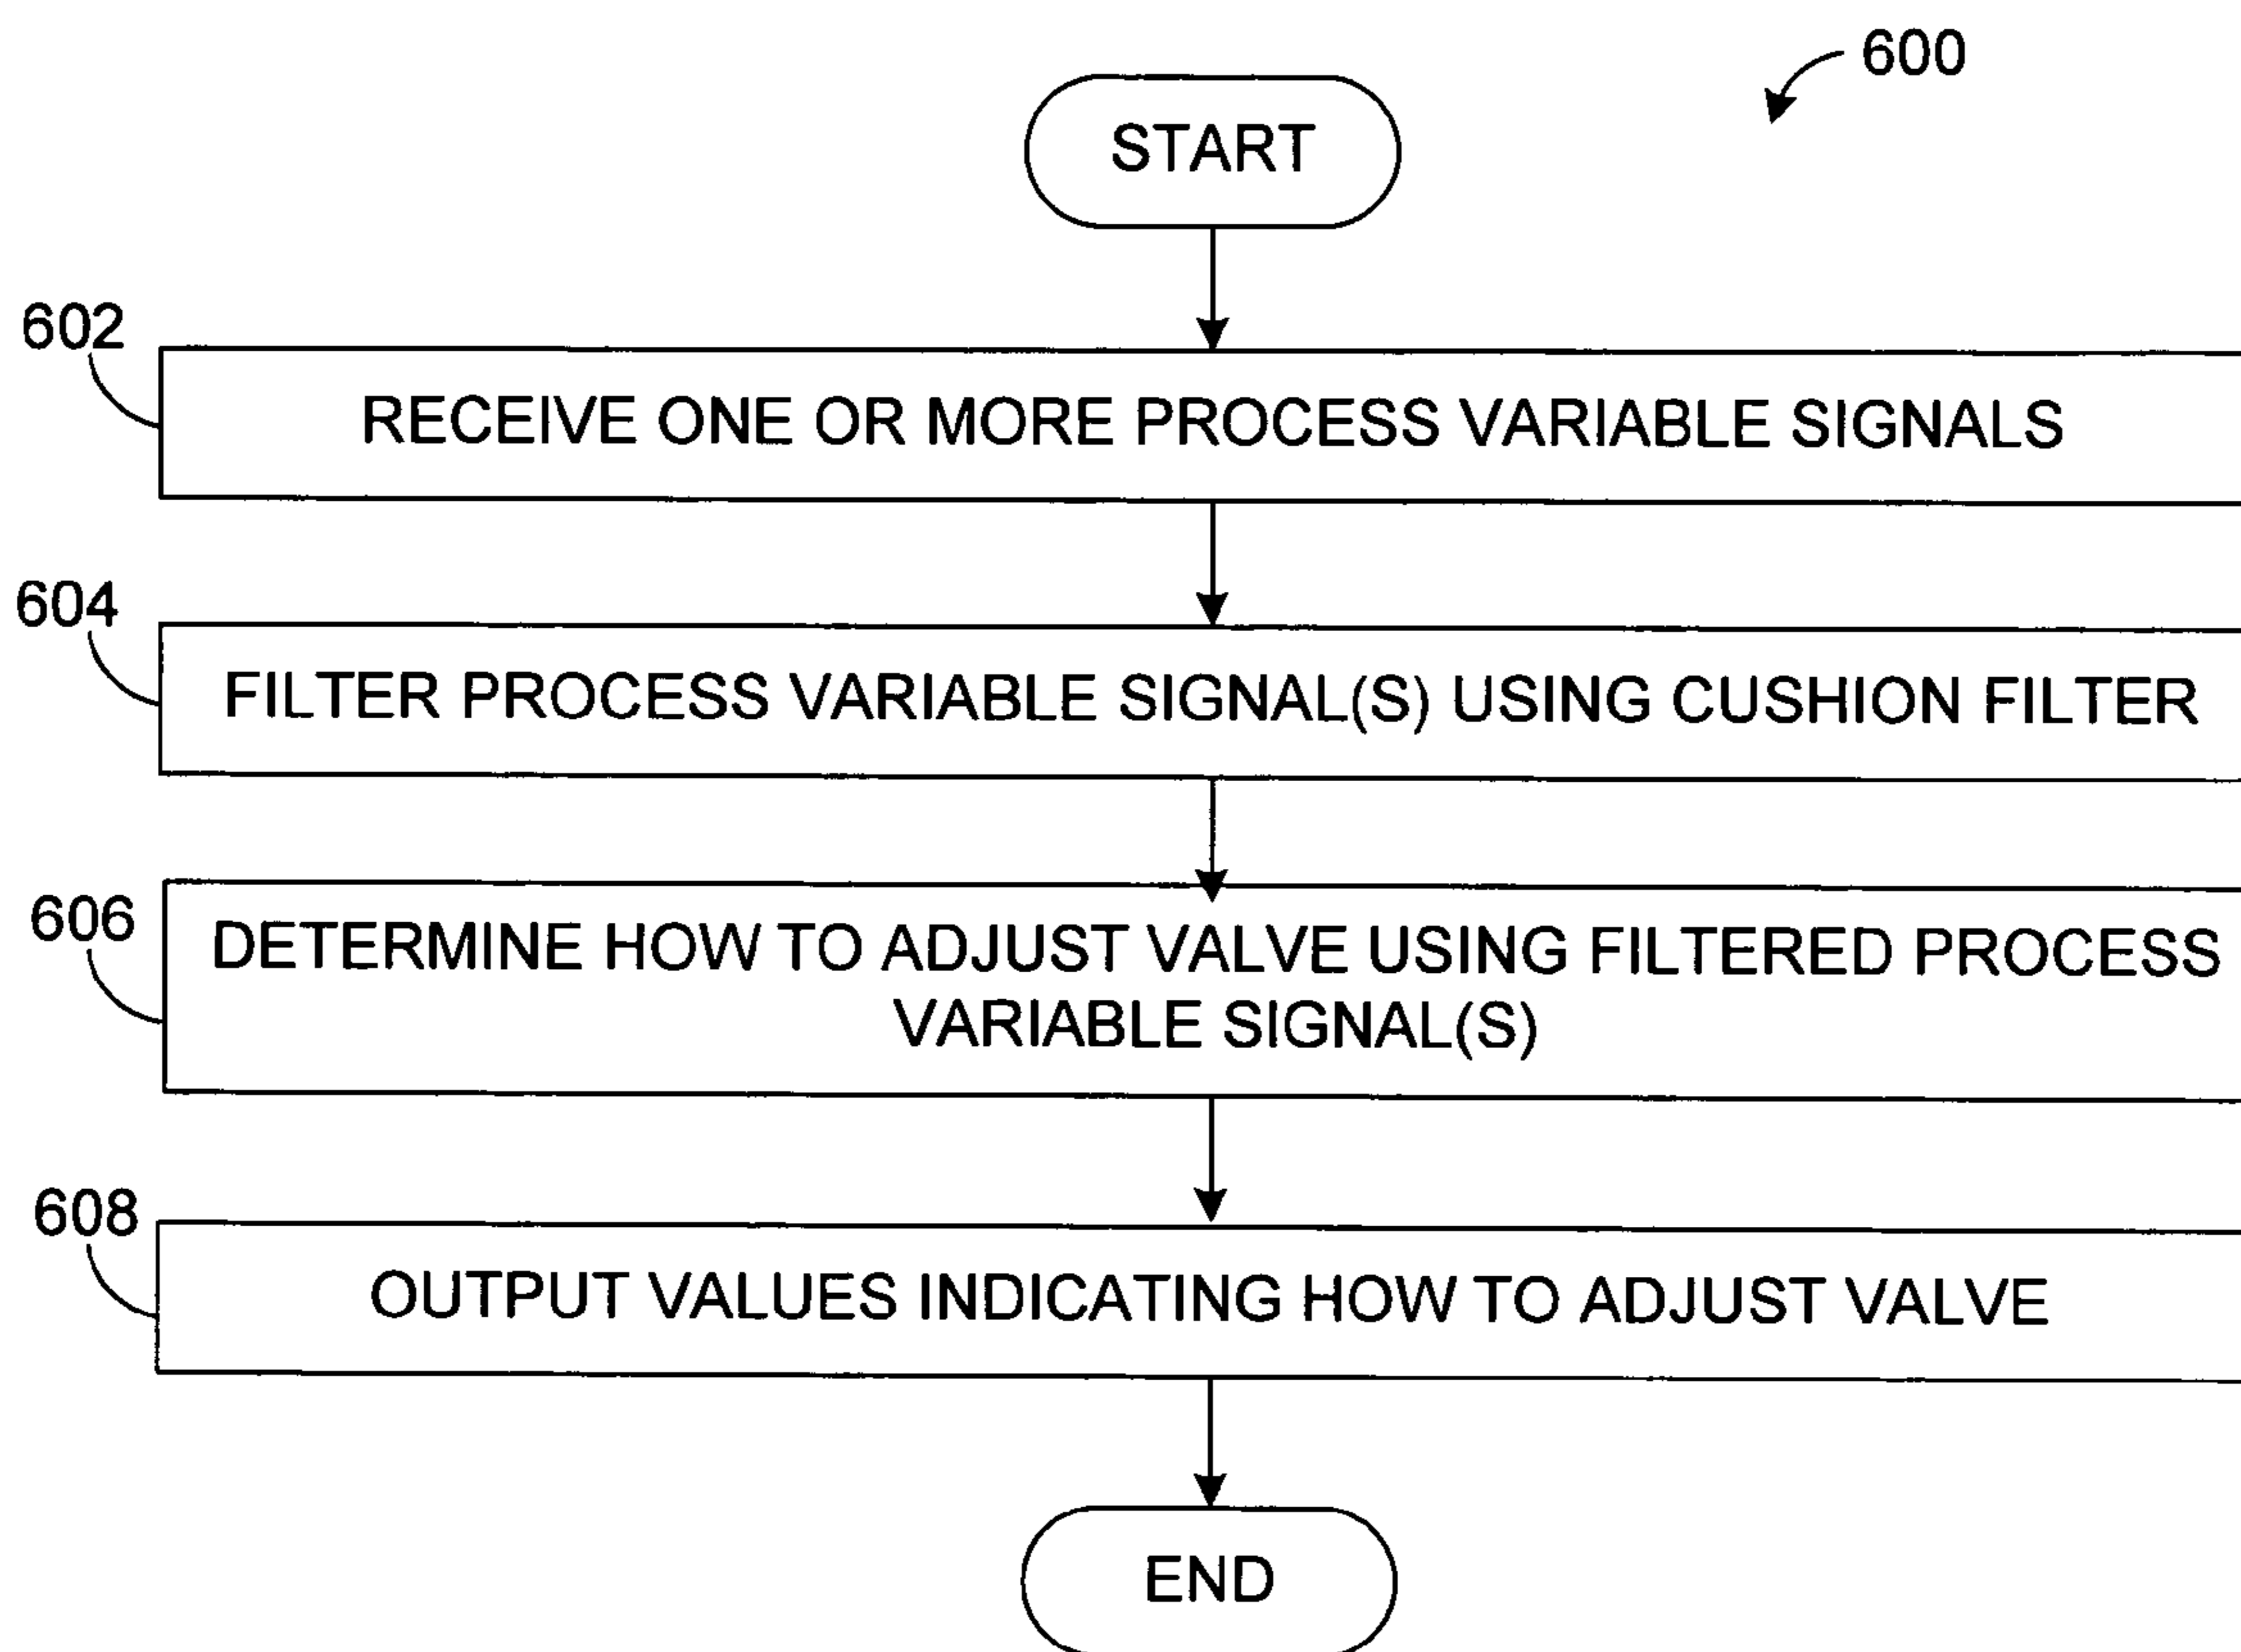 600
START
602
RECEIVE ONE OR MORE PROCESS VARIABLE SIGNALS
604
FILTER PROCESS VARIABLE SIGNAL(S) USING CUSHION FILTER
606
DETERMINE HOW TO ADJUST VALVE USING FILTERED PROCESS
VARIABLE SIGNAL(S)
608
OUTPUT VALUES INDICATING HOW TO ADJUST VALVE
END